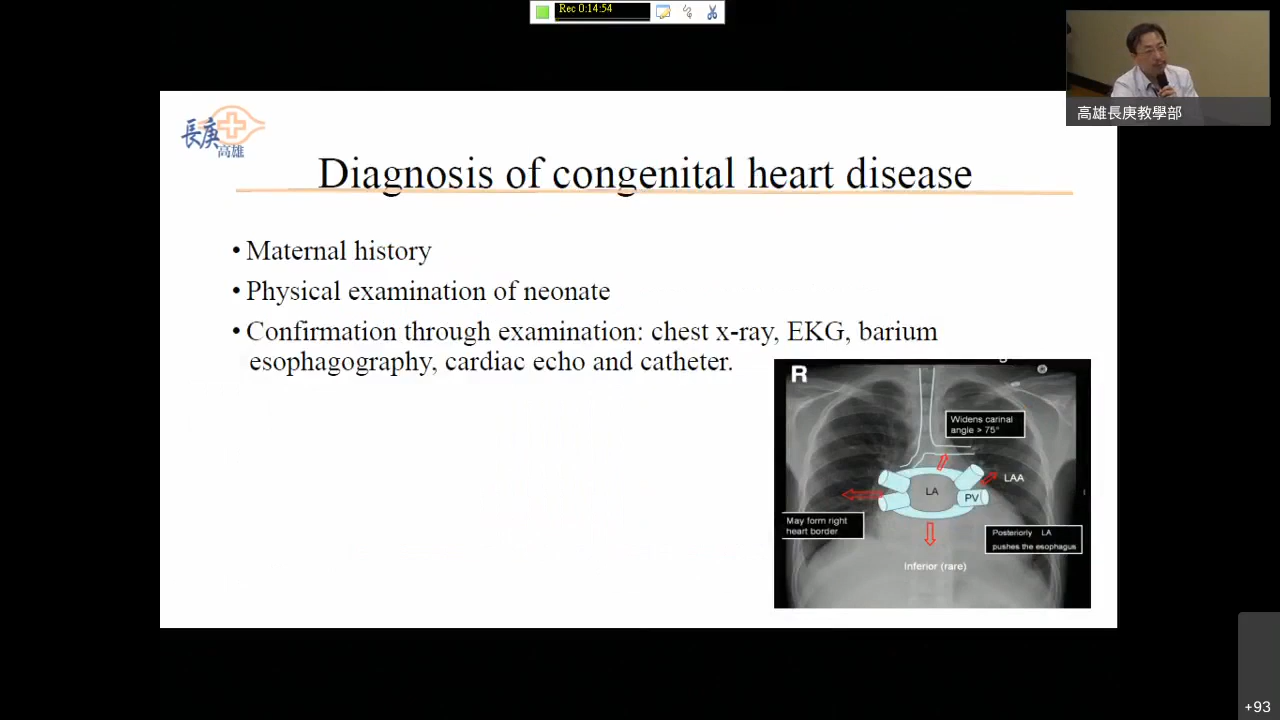 Rec 0:14:54
高雄長庚教學部
長庚
高雄
Diagnosis of congenital heart disease
• Maternal history
• Physical examination of neonate
• Confirmation through examination: chest x-ray, EKG, barium
esophagography, cardiac echo and catheter.
R
Widens carinal
angle > 75°
LA
LAA
PV
May form right
heart border
Posteriorly LA
pushes the esophagus
Inferior (rare)
+93